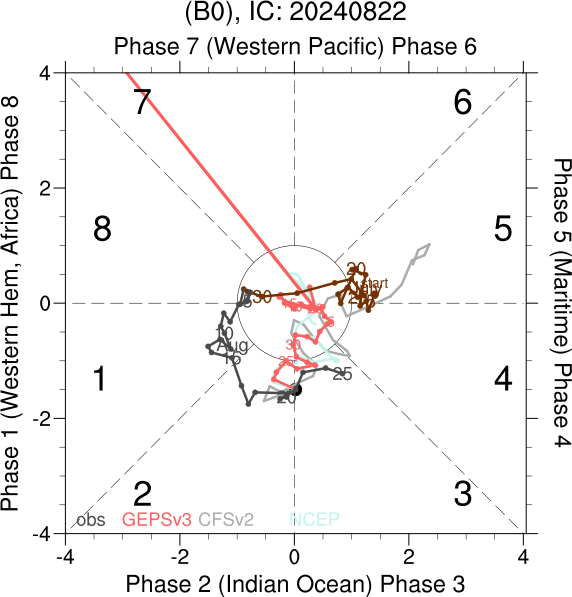 (B0), IC: 20240822
Phase 7 (Western Pacific) Phase 6
Phase 1 (Western Hem, Africa) Phase 8
4
2
0
-2
-4
7
6
8
5
1
4
2
3
20
start
30
10
Aug
15
25
30
25
20
obs
GEPSv3
CFSv2
NCEP
-4
-2
0
2
4
Phase 5 (Maritime) Phase 4
Phase 2 (Indian Ocean) Phase 3